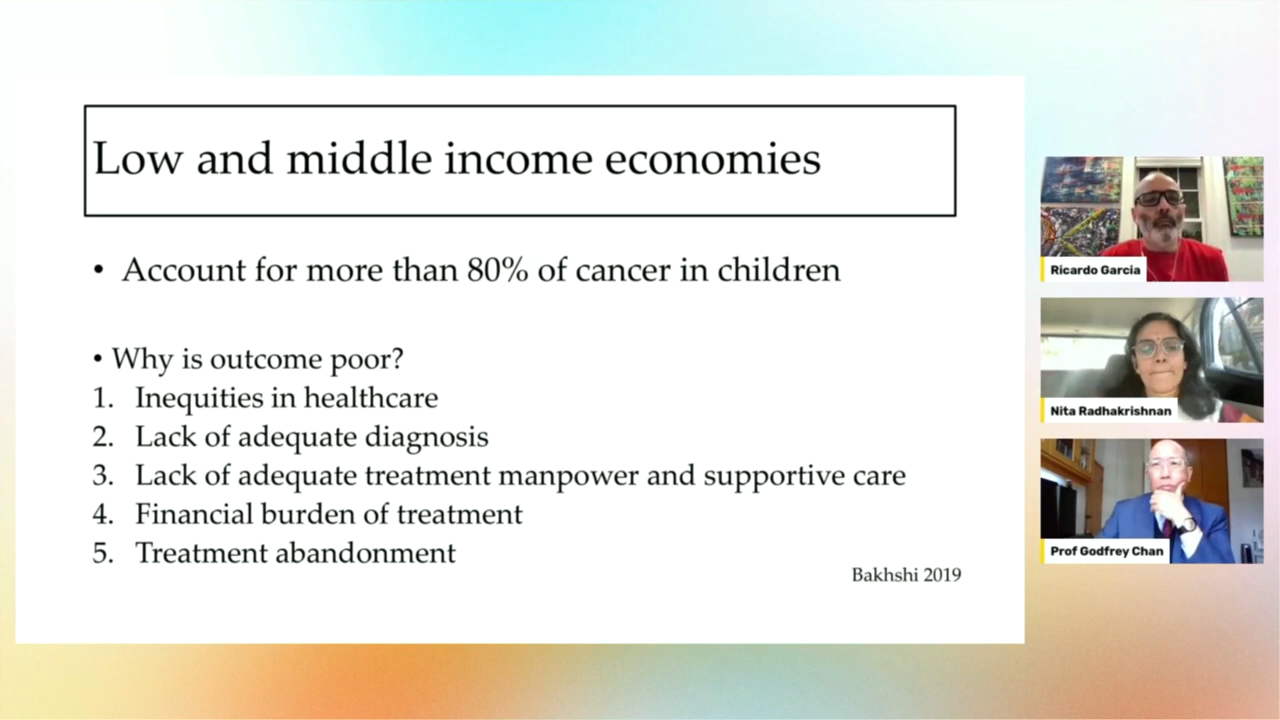 Low and middle income economies
• Account for more than 80% of cancer in children
• Why is outcome poor?
1. Inequities in healthcare
2. Lack of adequate diagnosis
3. Lack of adequate treatment manpower and supportive care
4. Financial burden of treatment
5. Treatment abandonment
Bakhshi 2019
Ricardo Garcia
Nita Radhakrishnan
Prof Godfrey Chan